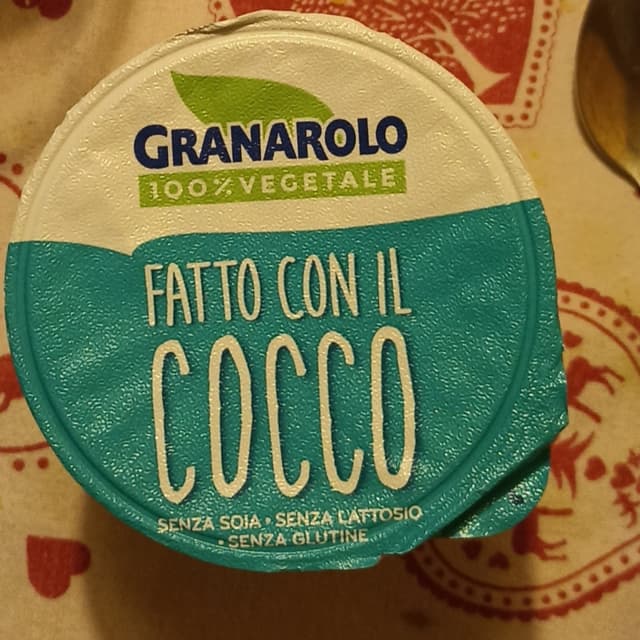 GRANAROLO
100% VEGETALE
FATTO CON IL
COCCO
SENZA SOIA • SENZA LATTOSIO
• SENZA GLUTINE